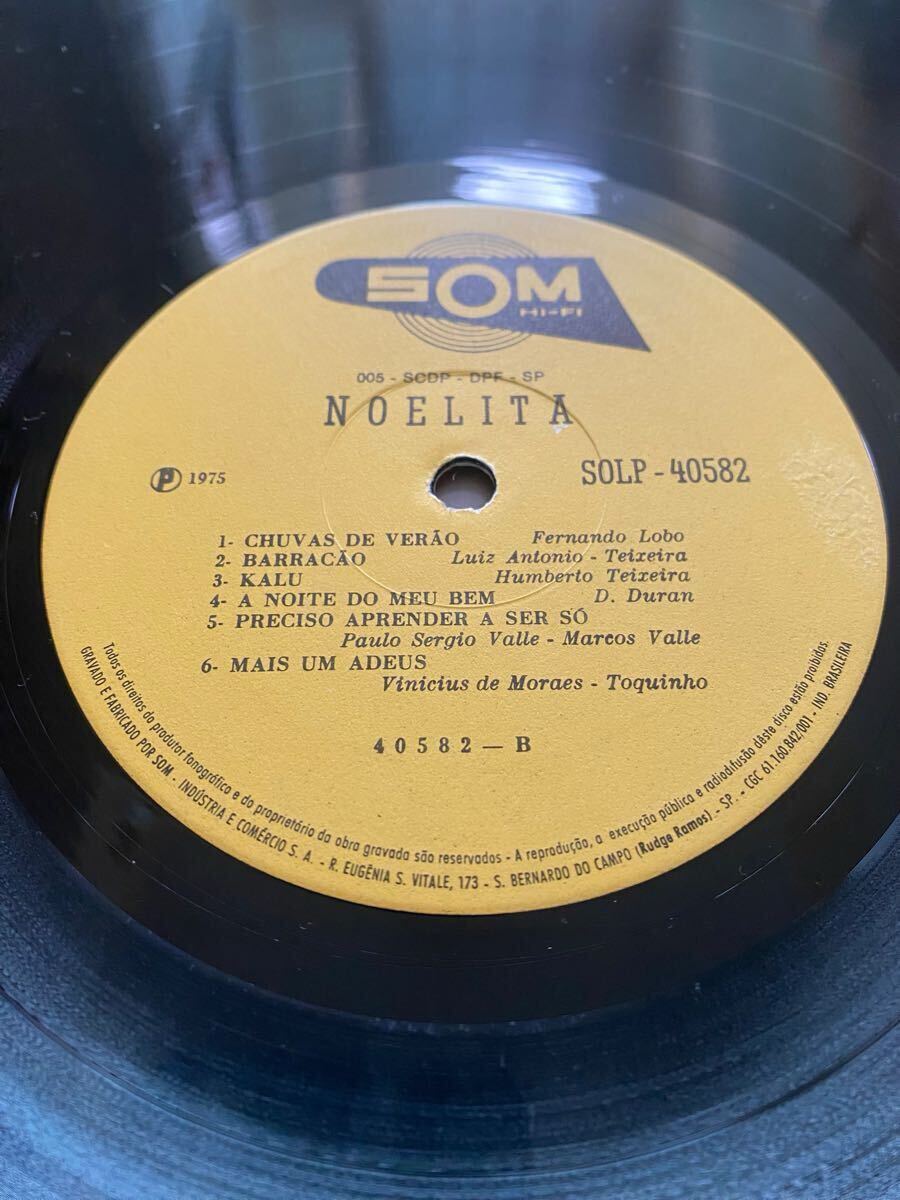 SOM
HI-FI
005 - SCDP - DPF - SP
NOELITA
P 1975
SOLP - 40582
1- CHUVAS DE VERÃO Fernando Lobo
2- BARRACÃO Luiz Antonio - Teixeira
3- KALU Humberto Teixeira
4- A NOITE DO MEU BEM D. Duran
5- PRECISO APRENDER A SER SÓ
Paulo Sergio Valle - Marcos Valle
6- MAIS UM ADEUS
Vinicius de Moraes - Toquinho
40582 — B
Todos os direitos do produtor fonográfico e do proprietário da obra gravada são reservados - A reprodução, a execução pública e radiodifusão dêste disco estão proibidas.
GRAVADO E FABRICADO POR SOM - INDÚSTRIA E COMÉRCIO S. A. - R. EUGÊNIA S. VITALE, 173 - S. BERNARDO DO CAMPO (Rudge Ramos) - SP. - CGC 61.160.842/001 - IND. BRASILEIRA